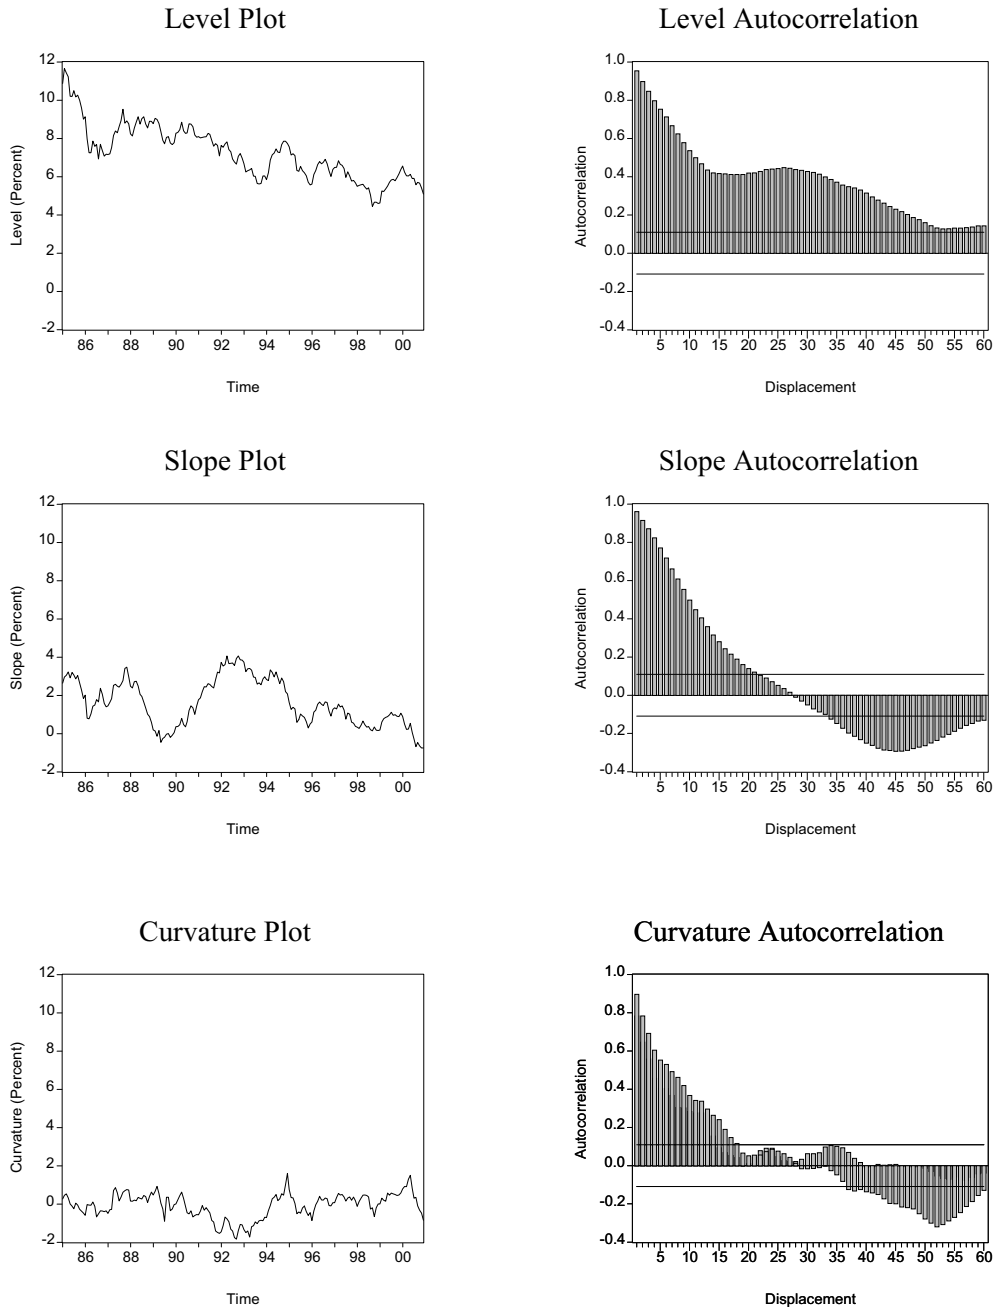 Level Plot
12
10
8
6
4
2
0
-2
Level (Percent)
86 88 90 92 94 96 98 00
Time
Level Autocorrelation
1.0
0.8
0.6
0.4
0.2
0.0
-0.2
-0.4
Autocorrelation
5 10 15 20 25 30 35 40 45 50 55 60
Displacement
Slope Plot
12
10
8
6
4
2
0
-2
Slope (Percent)
86 88 90 92 94 96 98 00
Time
Slope Autocorrelation
1.0
0.8
0.6
0.4
0.2
0.0
-0.2
-0.4
Autocorrelation
5 10 15 20 25 30 35 40 45 50 55 60
Displacement
Curvature Plot
12
10
8
6
4
2
0
-2
Curvature (Percent)
86 88 90 92 94 96 98 00
Time
Curvature Autocorrelation
1.0
0.8
0.6
0.4
0.2
0.0
-0.2
-0.4
Autocorrelation
5 10 15 20 25 30 35 40 45 50 55 60
Displacement